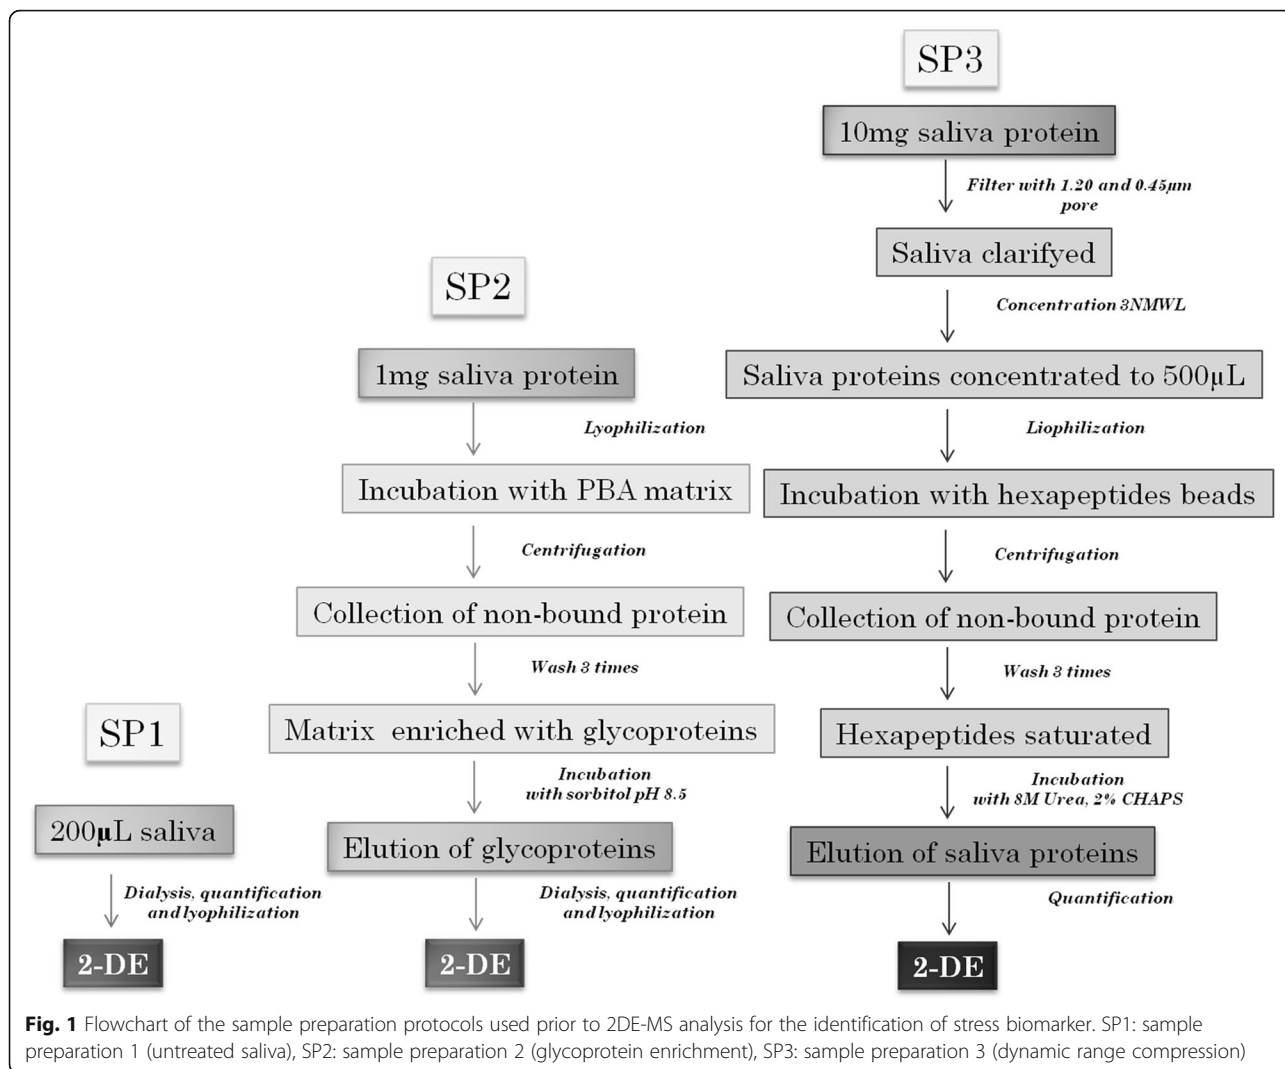 SP3
10mg saliva protein
Filter with 1.20 and 0.45µm
pore
Saliva clarifyed
Concentration 3NMWL
Saliva proteins concentrated to 500µL
Liophilization
Incubation with hexapeptides beads
Centrifugation
Collection of non-bound protein
Wash 3 times
Hexapeptides saturated
Incubation
with 8M Urea, 2% CHAPS
Elution of saliva proteins
Quantification
2-DE
SP2
1mg saliva protein
Lyophilization
Incubation with PBA matrix
Centrifugation
Collection of non-bound protein
Wash 3 times
Matrix enriched with glycoproteins
Incubation
with sorbitol pH 8.5
Elution of glycoproteins
Dialysis, quantification
and lyophilization
2-DE
SP1
200µL saliva
Dialysis, quantification
and lyophilization
2-DE
Fig. 1 Flowchart of the sample preparation protocols used prior to 2DE-MS analysis for the identification of stress biomarker. SP1: sample
preparation 1 (untreated saliva), SP2: sample preparation 2 (glycoprotein enrichment), SP3: sample preparation 3 (dynamic range compression)